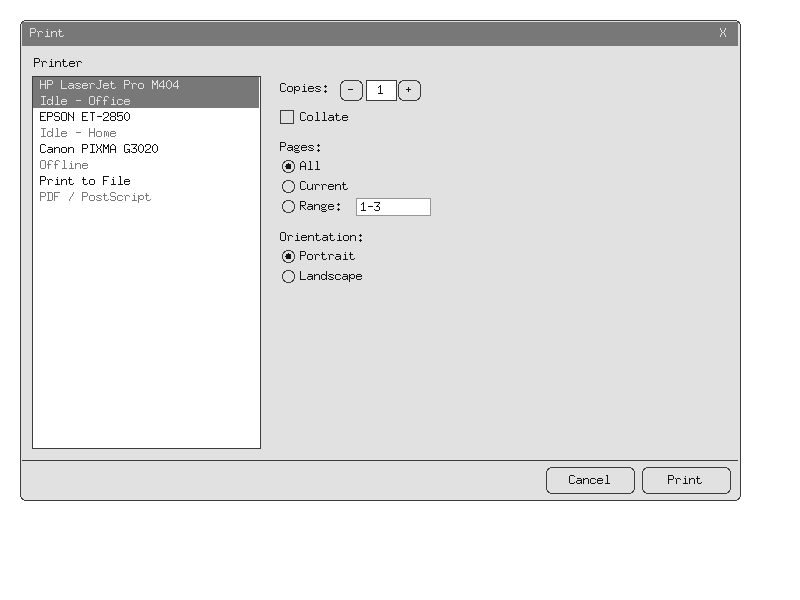 Print X
Printer
HP LaserJet Pro M404
Idle - Office
EPSON ET-2850
Idle - Home
Canon PIXMA G3020
Offline
Print to File
PDF / PostScript
Copies: - 1 +
Collate
Pages:
All
Current
Range: 1-3
Orientation:
Portrait
Landscape
Cancel Print